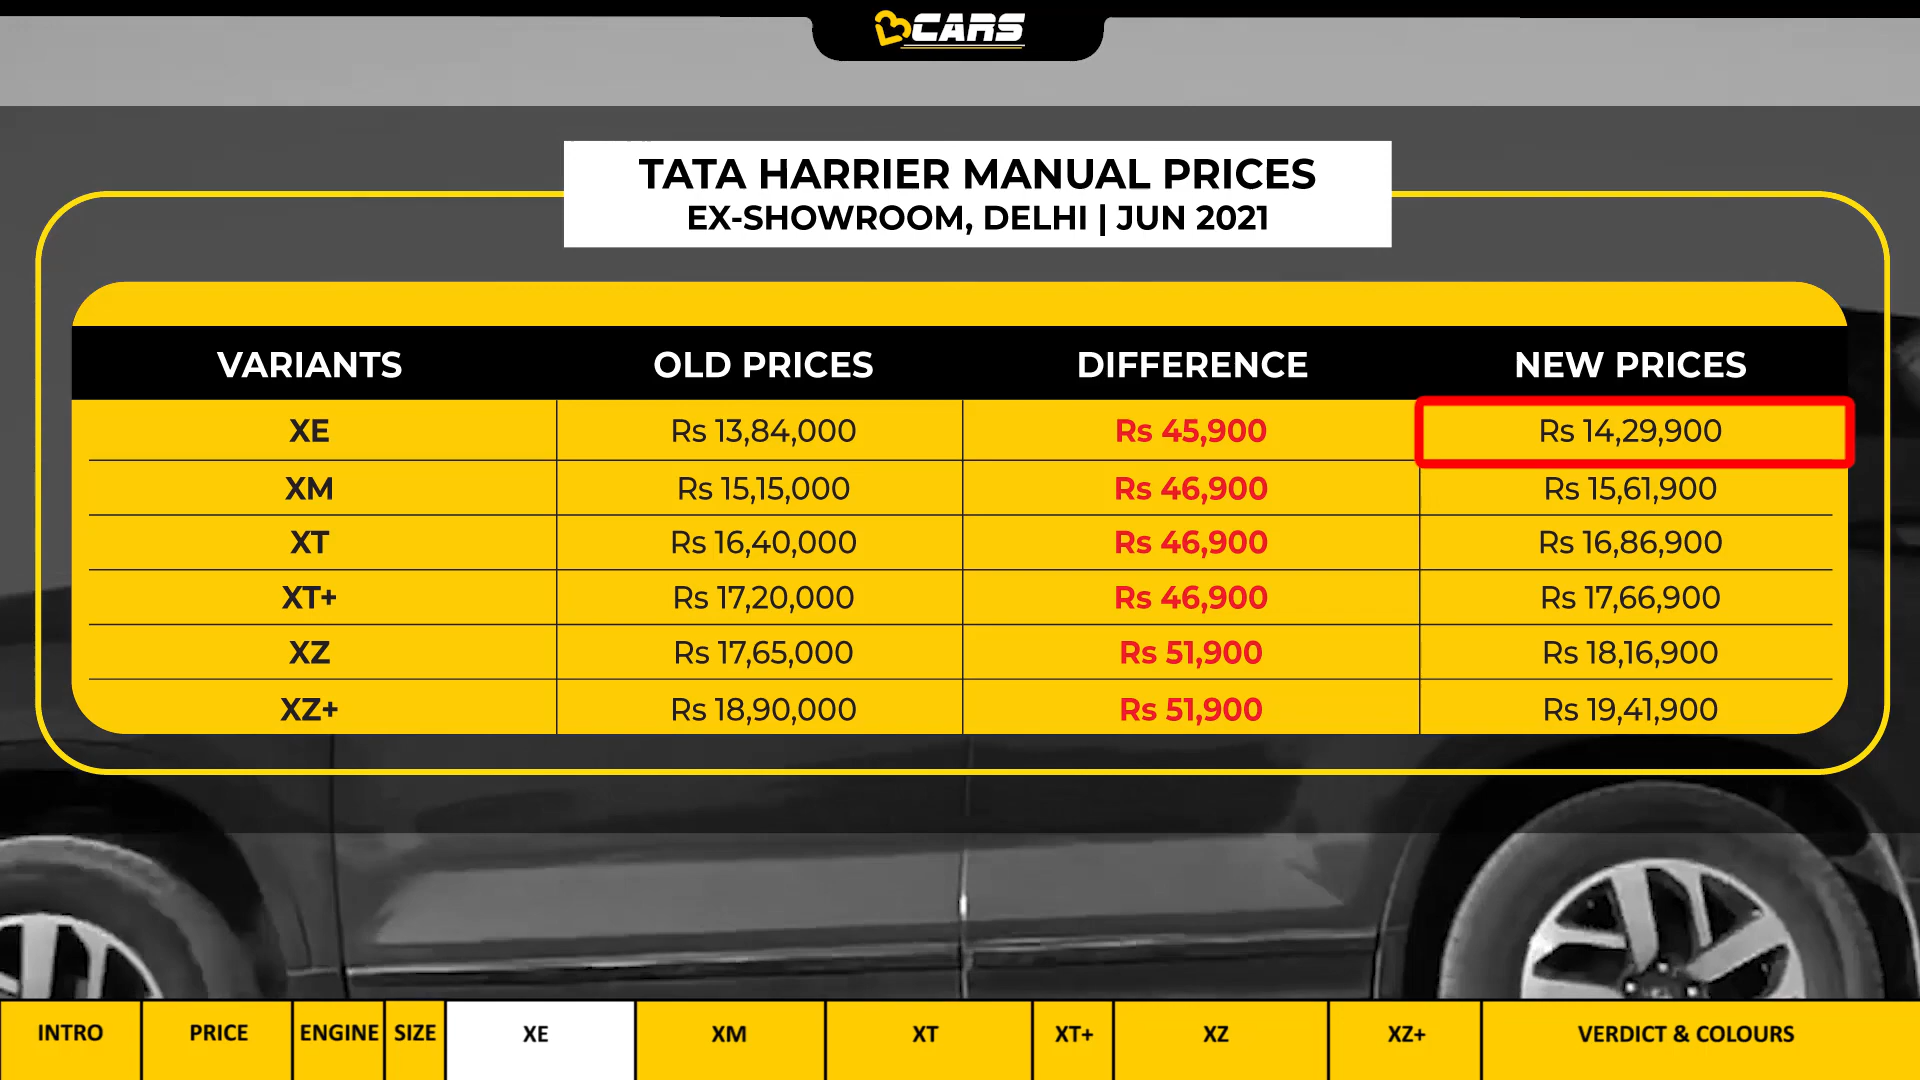 CARS
TATA HARRIER MANUAL PRICES
EX-SHOWROOM, DELHI | JUN 2021
VARIANTS OLD PRICES DIFFERENCE NEW PRICES
XE Rs 13,84,000 Rs 45,900 Rs 14,29,900
XM Rs 15,15,000 Rs 46,900 Rs 15,61,900
XT Rs 16,40,000 Rs 46,900 Rs 16,86,900
XT+ Rs 17,20,000 Rs 46,900 Rs 17,66,900
XZ Rs 17,65,000 Rs 51,900 Rs 18,16,900
XZ+ Rs 18,90,000 Rs 51,900 Rs 19,41,900
INTRO PRICE ENGINE SIZE XE XM XT XT+ XZ XZ+ VERDICT & COLOURS